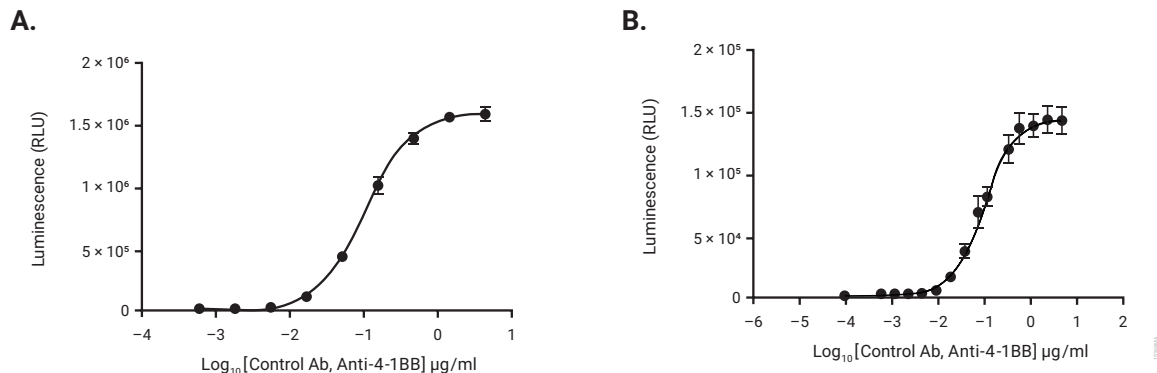 A.
2 × 10⁶
1.5 × 10⁶
1 × 10⁶
5 × 10⁵
0
Luminescence (RLU)
−4 −3 −2 −1 0 1
Log₁₀[Control Ab, Anti-4-1BB] µg/ml
B.
2 × 10⁵
1.5 × 10⁵
1 × 10⁵
5 × 10⁴
0
Luminescence (RLU)
−6 −5 −4 −3 −2 −1 0 1 2
Log₁₀[Control Ab, Anti-4-1BB] µg/ml